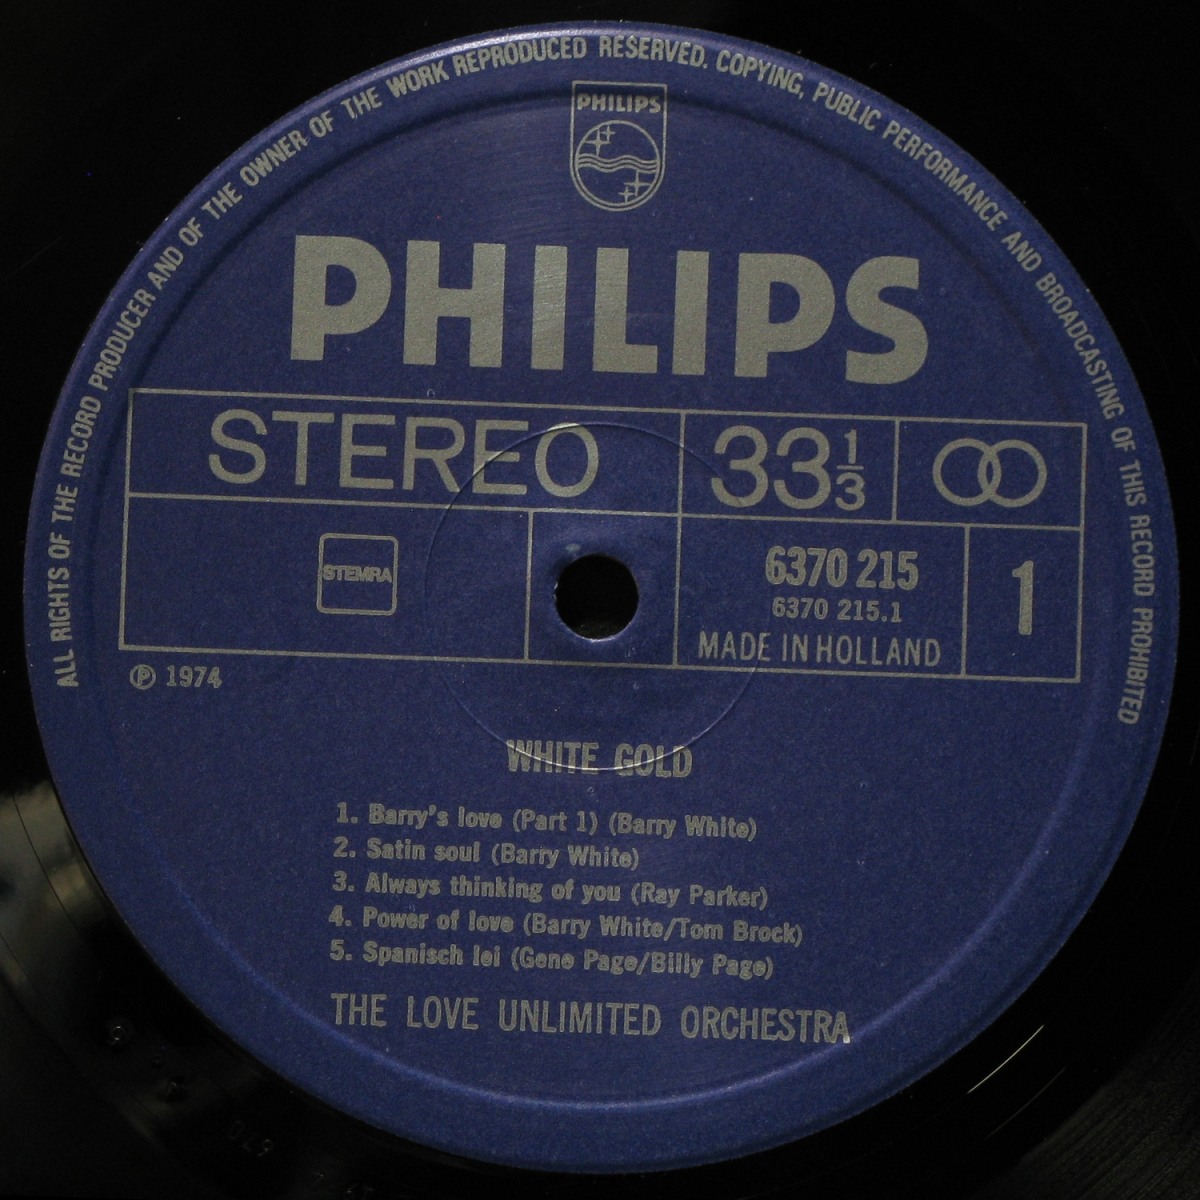 ALL RIGHTS OF THE RECORD PRODUCER AND OF THE OWNER OF THE WORK REPRODUCED RESERVED. COPYING, PUBLIC PERFORMANCE AND BROADCASTING OF THIS RECORD PROHIBITED
PHILIPS
PHILIPS
STEREO 33 1/3
STEMRA
6370 215
6370 215.1
MADE IN HOLLAND
1
℗ 1974
WHITE GOLD
1. Barry's love (Part 1) (Barry White)
2. Satin soul (Barry White)
3. Always thinking of you (Ray Parker)
4. Power of love (Barry White/Tom Brock)
5. Spanisch lei (Gene Page/Billy Page)
THE LOVE UNLIMITED ORCHESTRA